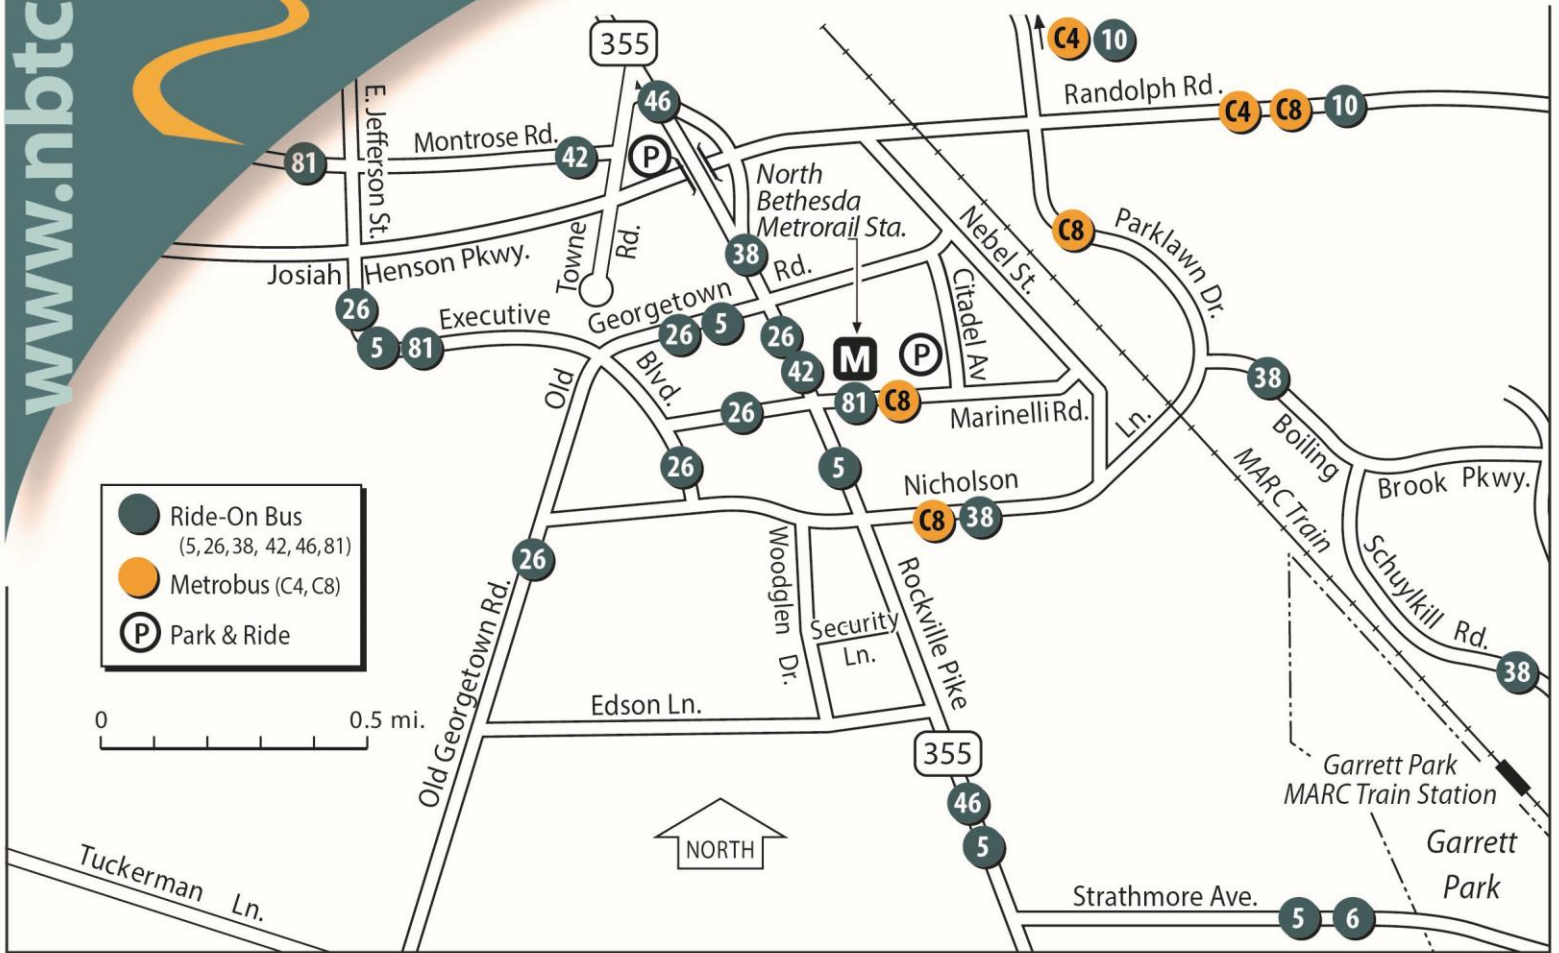 www.nbtc
355
C4 10
Randolph Rd.
C4 C8 10
E. Jefferson St.
Montrose Rd.
46
81
42
P
North
Bethesda
Metrorail Sta.
Nebel St.
C8
Parklawn Dr.
Josiah Henson Pkwy.
Towne Rd.
38
26
Executive Blvd.
Old Georgetown Rd.
5 81
26 5
26
42
M
P
Citadel Av
38
26
81 C8
Marinelli Rd.
26
5
Nicholson Ln.
C8 38
Boiling Brook Pkwy.
MARC Train
Ride-On Bus
(5, 26, 38, 42, 46, 81)
Metrobus (C4, C8)
P Park & Ride
26
Woodglen Dr.
Security
Ln.
Rockville Pike
Schuylkill Rd.
38
0 0.5 mi.
Old Georgetown Rd.
Edson Ln.
355
46
5
Garrett Park
MARC Train Station
Garrett
Park
NORTH
Tuckerman Ln.
Strathmore Ave.
5 6